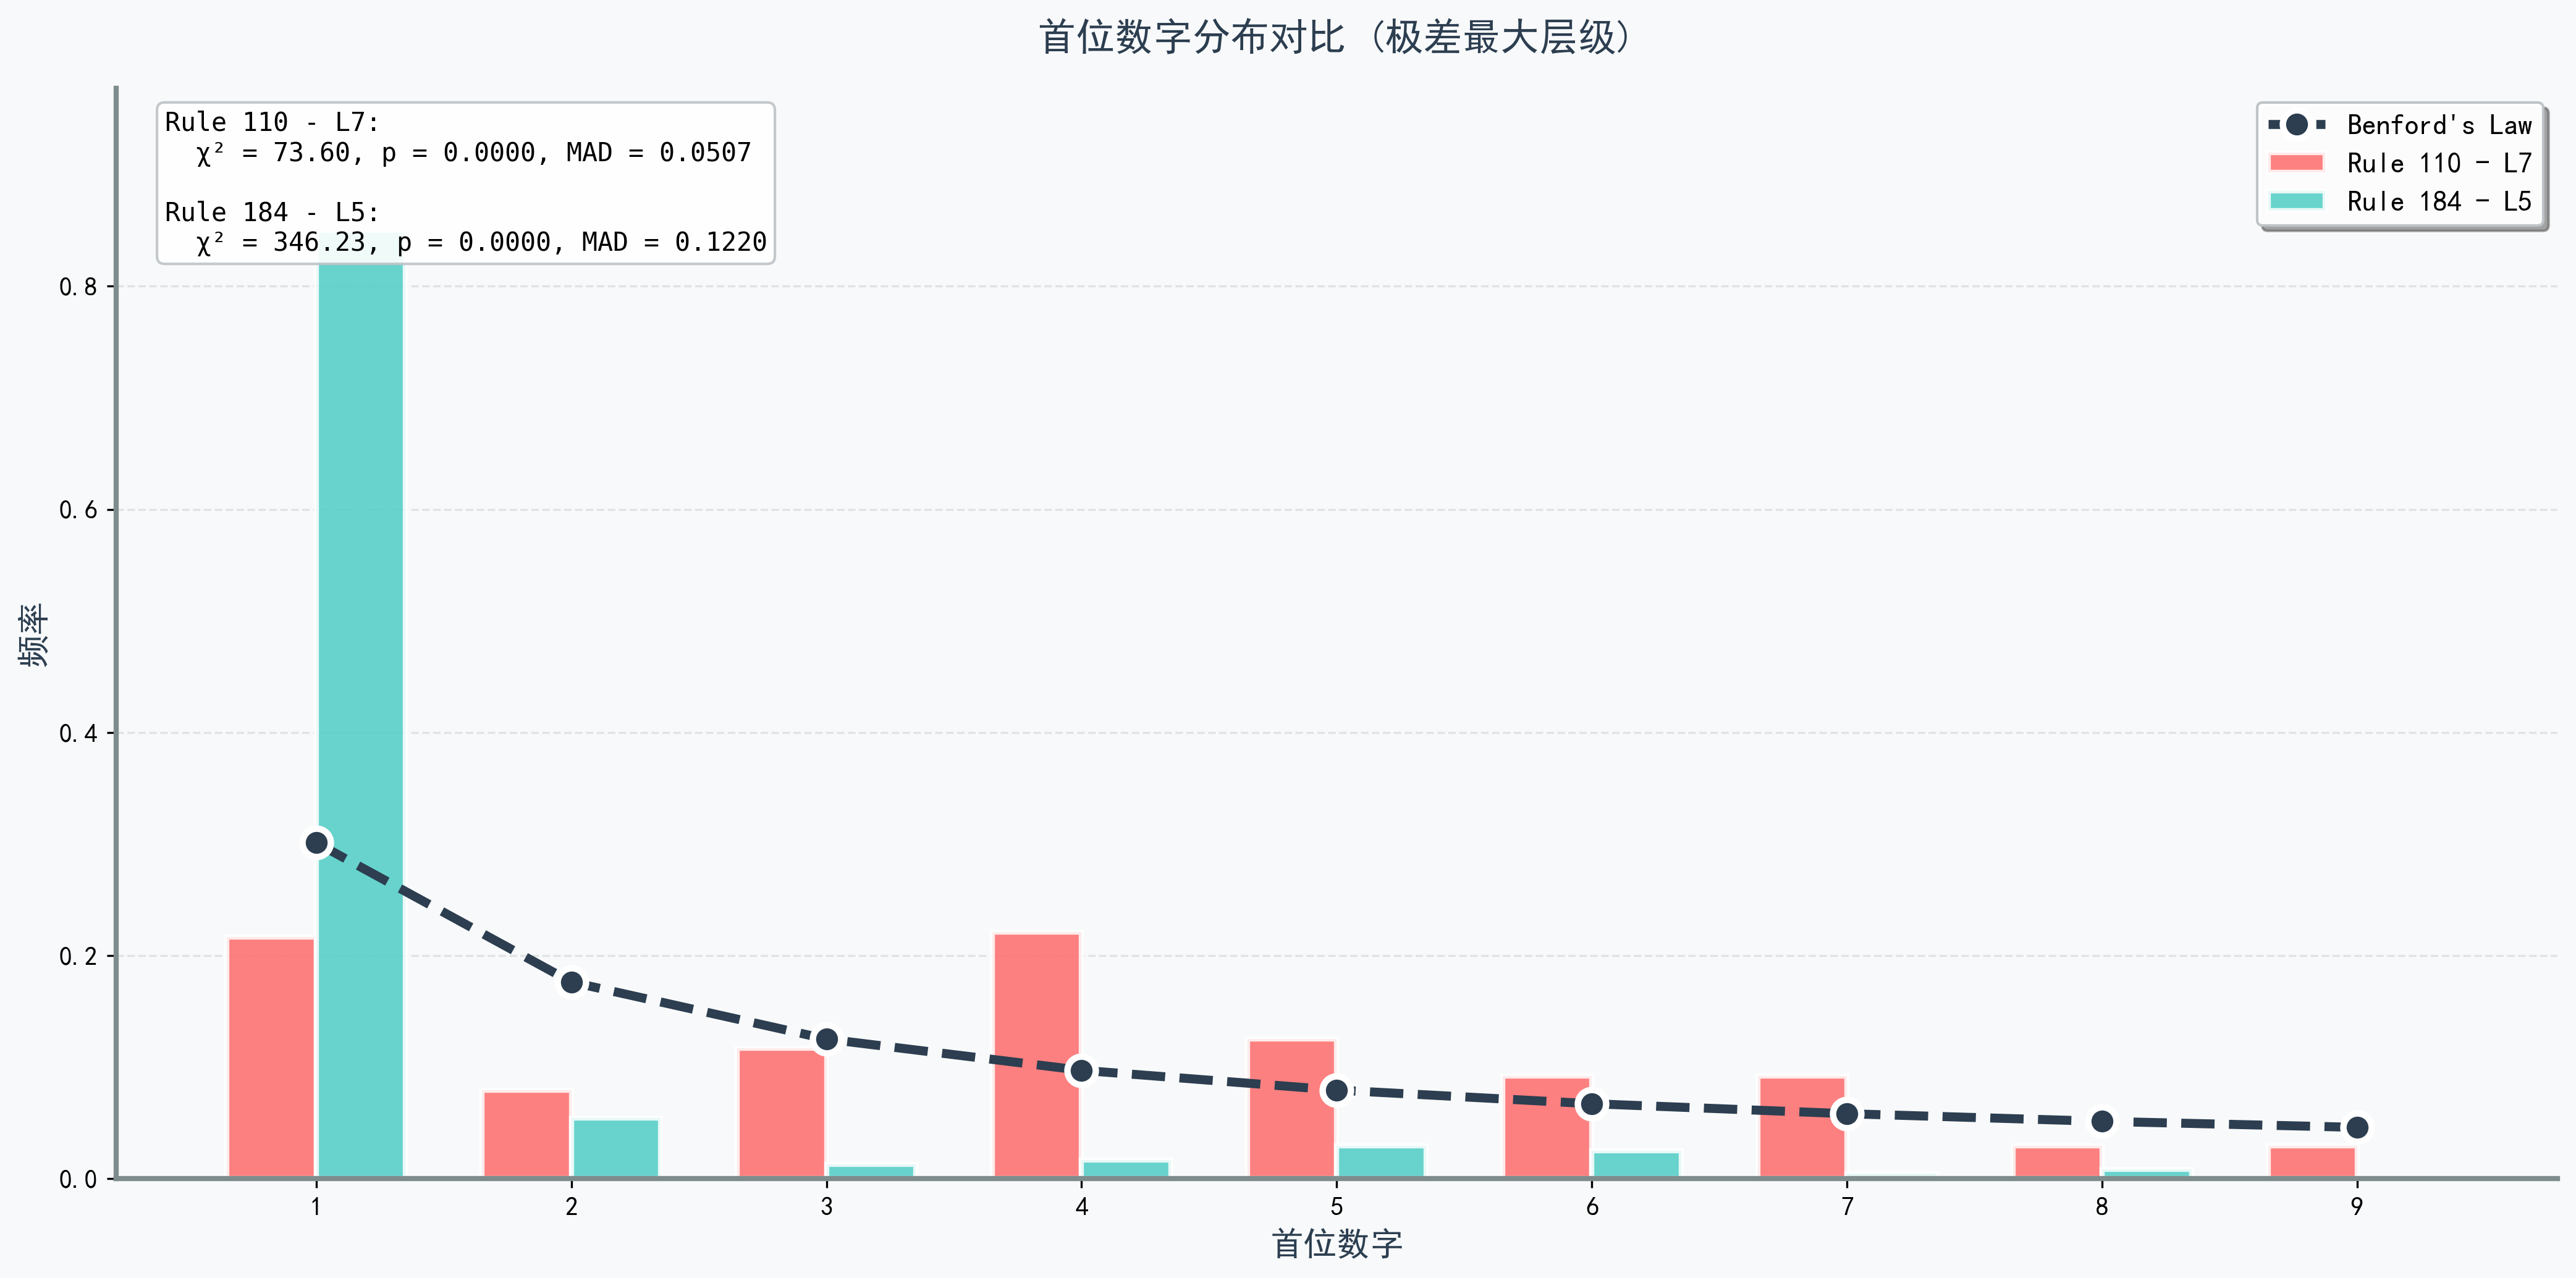 首位数字分布对比 (极差最大层级)
Rule 110 - L7:
χ² = 73.60, p = 0.0000, MAD = 0.0507
Rule 184 - L5:
χ² = 346.23, p = 0.0000, MAD = 0.1220
Benford's Law
Rule 110 - L7
Rule 184 - L5
频率
0.8
0.6
0.4
0.2
0.0
1 2 3 4 5 6 7 8 9
首位数字